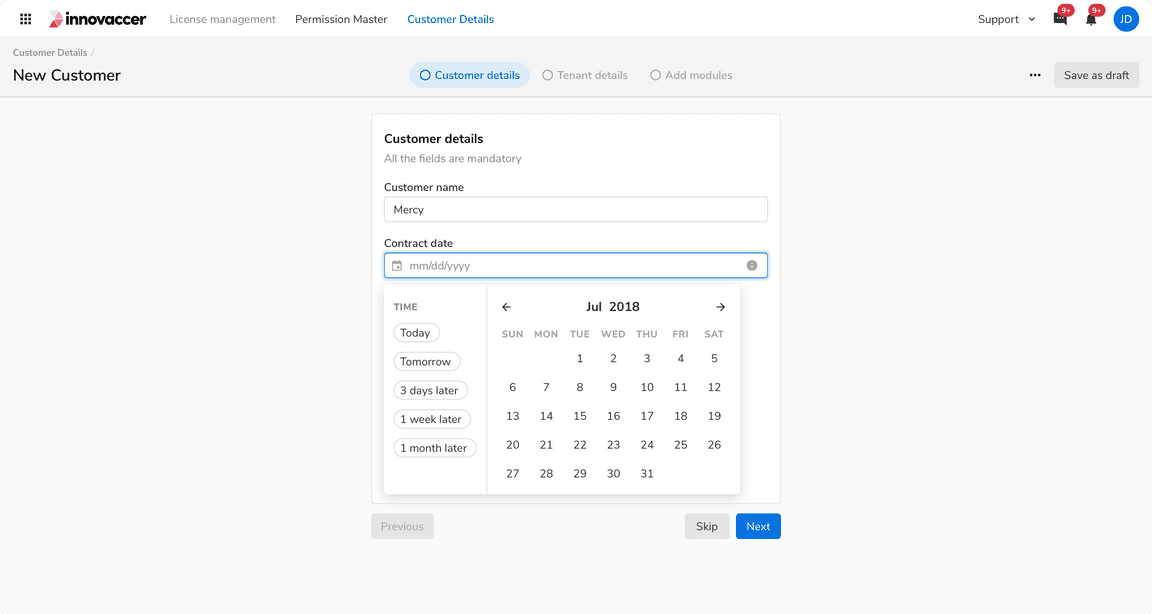 innovaccer License management Permission Master Customer Details Support 9+ 9+ JD
Customer Details /
New Customer Customer details Tenant details Add modules Save as draft
Customer details
All the fields are mandatory
Customer name
Mercy
Contract date
mm/dd/yyyy
TIME
Today
Tomorrow
3 days later
1 week later
1 month later
Jul 2018
SUN MON TUE WED THU FRI SAT
1 2 3 4 5
6 7 8 9 10 11 12
13 14 15 16 17 18 19
20 21 22 23 24 25 26
27 28 29 30 31
Previous Skip Next